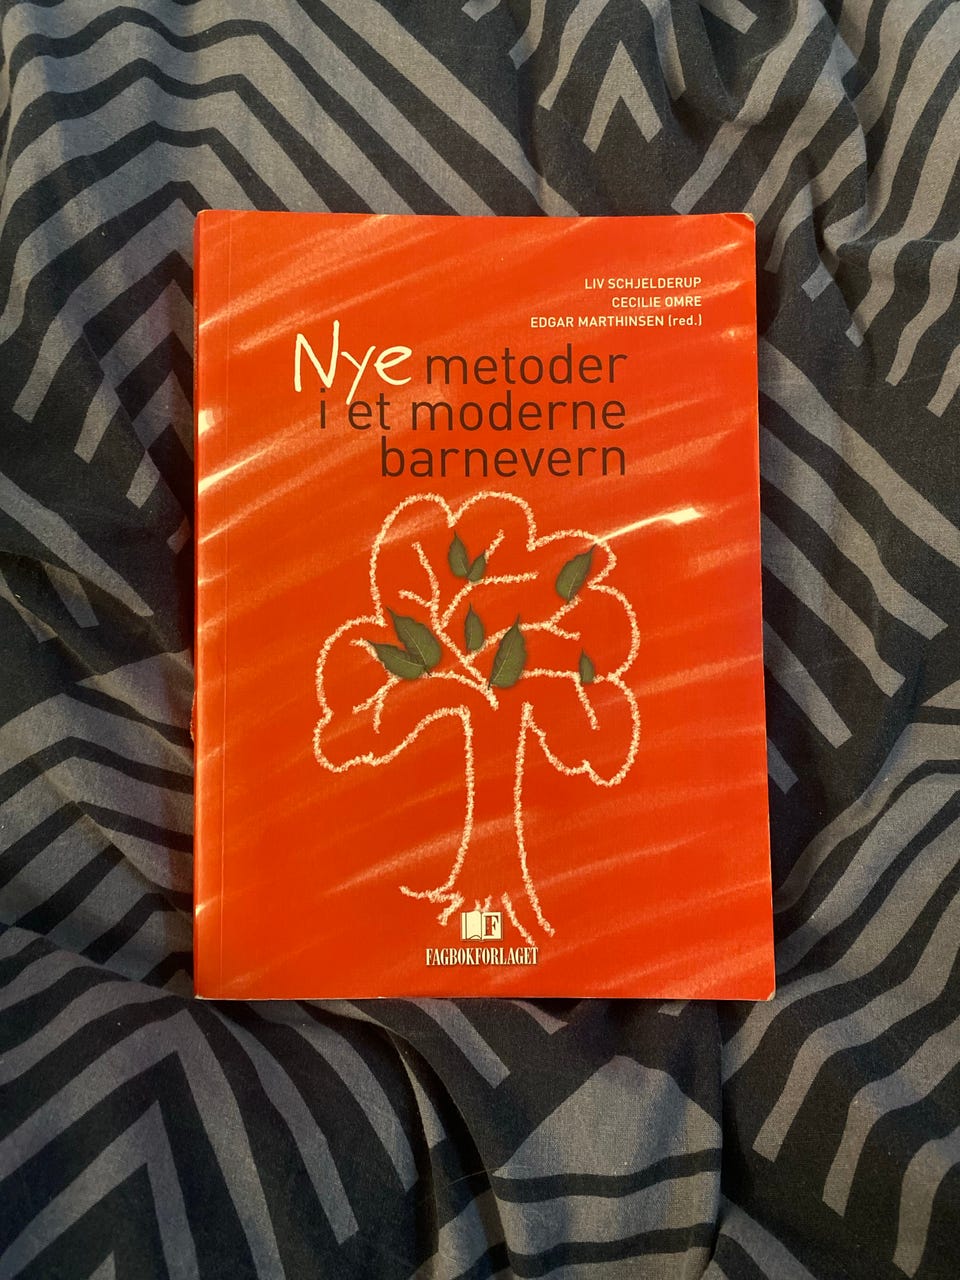 LIV SCHJELDERUP
CECILIE OMRE
EDGAR MARTHINSEN (red.)
Nye metoder
i et moderne
barnevern
F
FAGBOKFORLAGET